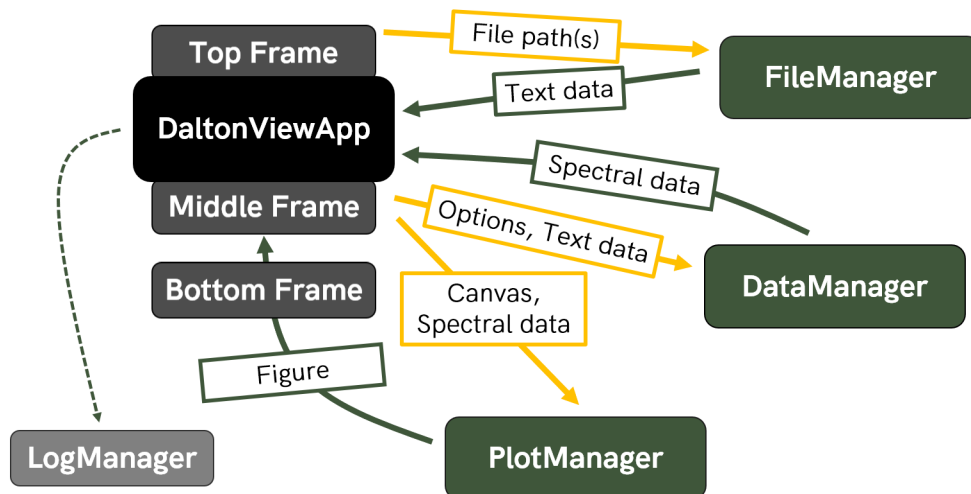 Top Frame
File path(s)
FileManager
Text data
DaltonViewApp
Spectral data
Middle Frame
Options, Text data
Bottom Frame
DataManager
Canvas,
Spectral data
Figure
LogManager
PlotManager